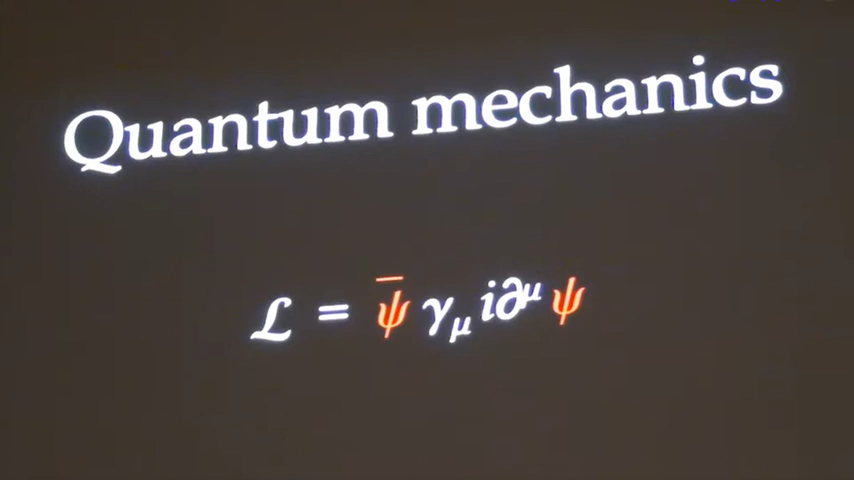 Quantum mechanics
ℒ = ψ̄ γ_μ i∂^μ ψ